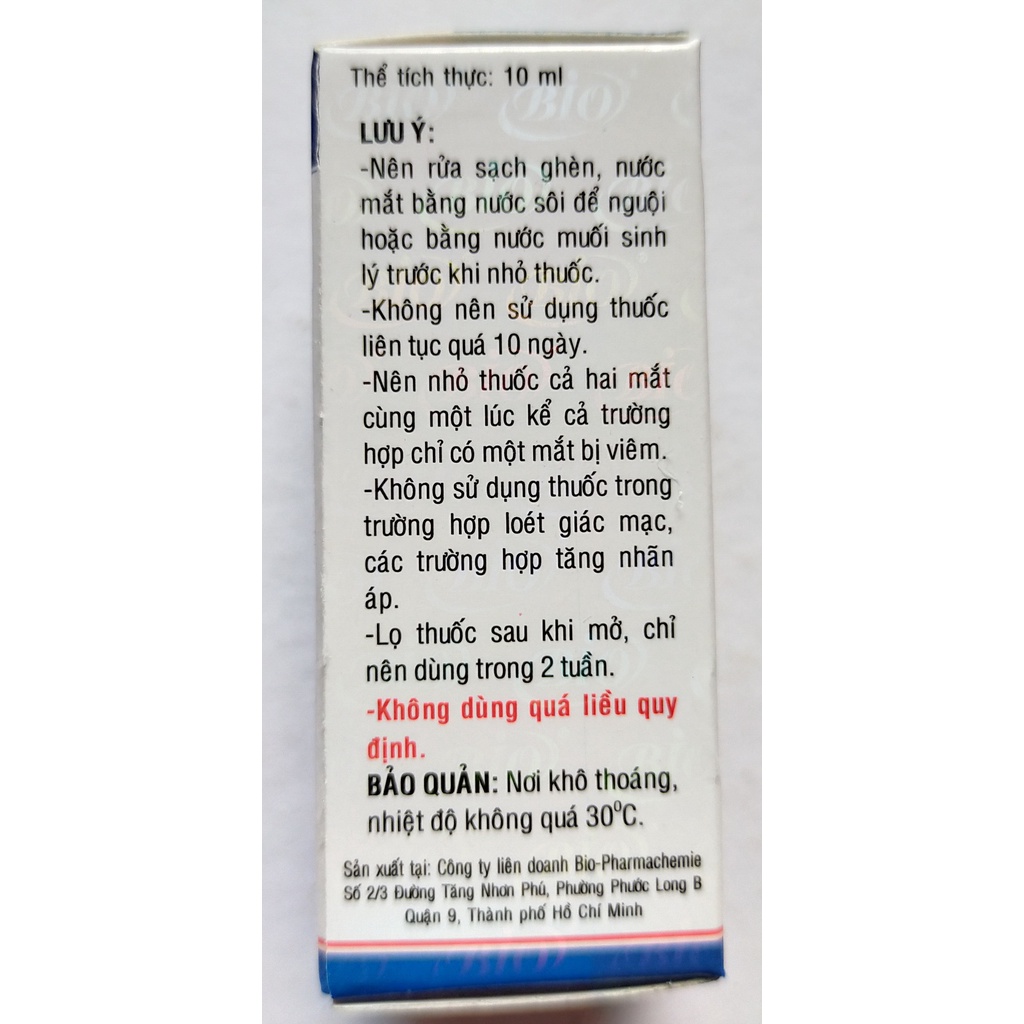 Thể tích thực: 10 ml
LƯU Ý:
-Nên rửa sạch ghèn, nước
mắt bằng nước sôi để nguội
hoặc bằng nước muối sinh
lý trước khi nhỏ thuốc.
-Không nên sử dụng thuốc
liên tục quá 10 ngày.
-Nên nhỏ thuốc cả hai mắt
cùng một lúc kể cả trường
hợp chỉ có một mắt bị viêm.
-Không sử dụng thuốc trong
trường hợp loét giác mạc,
các trường hợp tăng nhãn
áp.
-Lọ thuốc sau khi mở, chỉ
nên dùng trong 2 tuần.
-Không dùng quá liều quy
định.
BẢO QUẢN: Nơi khô thoáng,
nhiệt độ không quá 30⁰C.
Sản xuất tại: Công ty liên doanh Bio-Pharmachemie
Số 2/3 Đường Tăng Nhơn Phú, Phường Phước Long B
Quận 9, Thành phố Hồ Chí Minh